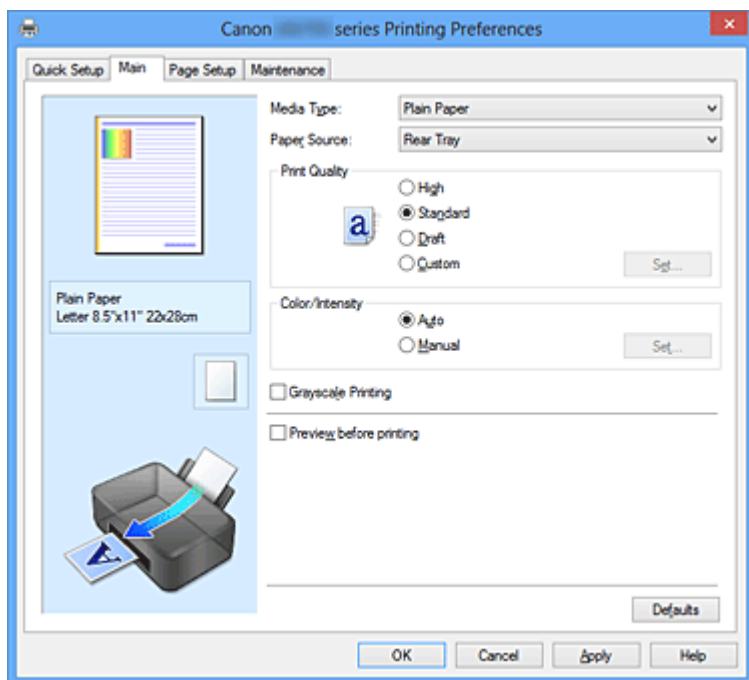 Canon series Printing Preferences
Quick Setup Main Page Setup Maintenance
Media Type: Plain Paper
Paper Source: Rear Tray
Print Quality
High
a Standard
Draft
Custom Set...
Plain Paper
Letter 8.5"x11" 22x28cm
Color/Intensity
Auto
Manual Set...
Grayscale Printing
Preview before printing
A
Defaults
OK Cancel Apply Help